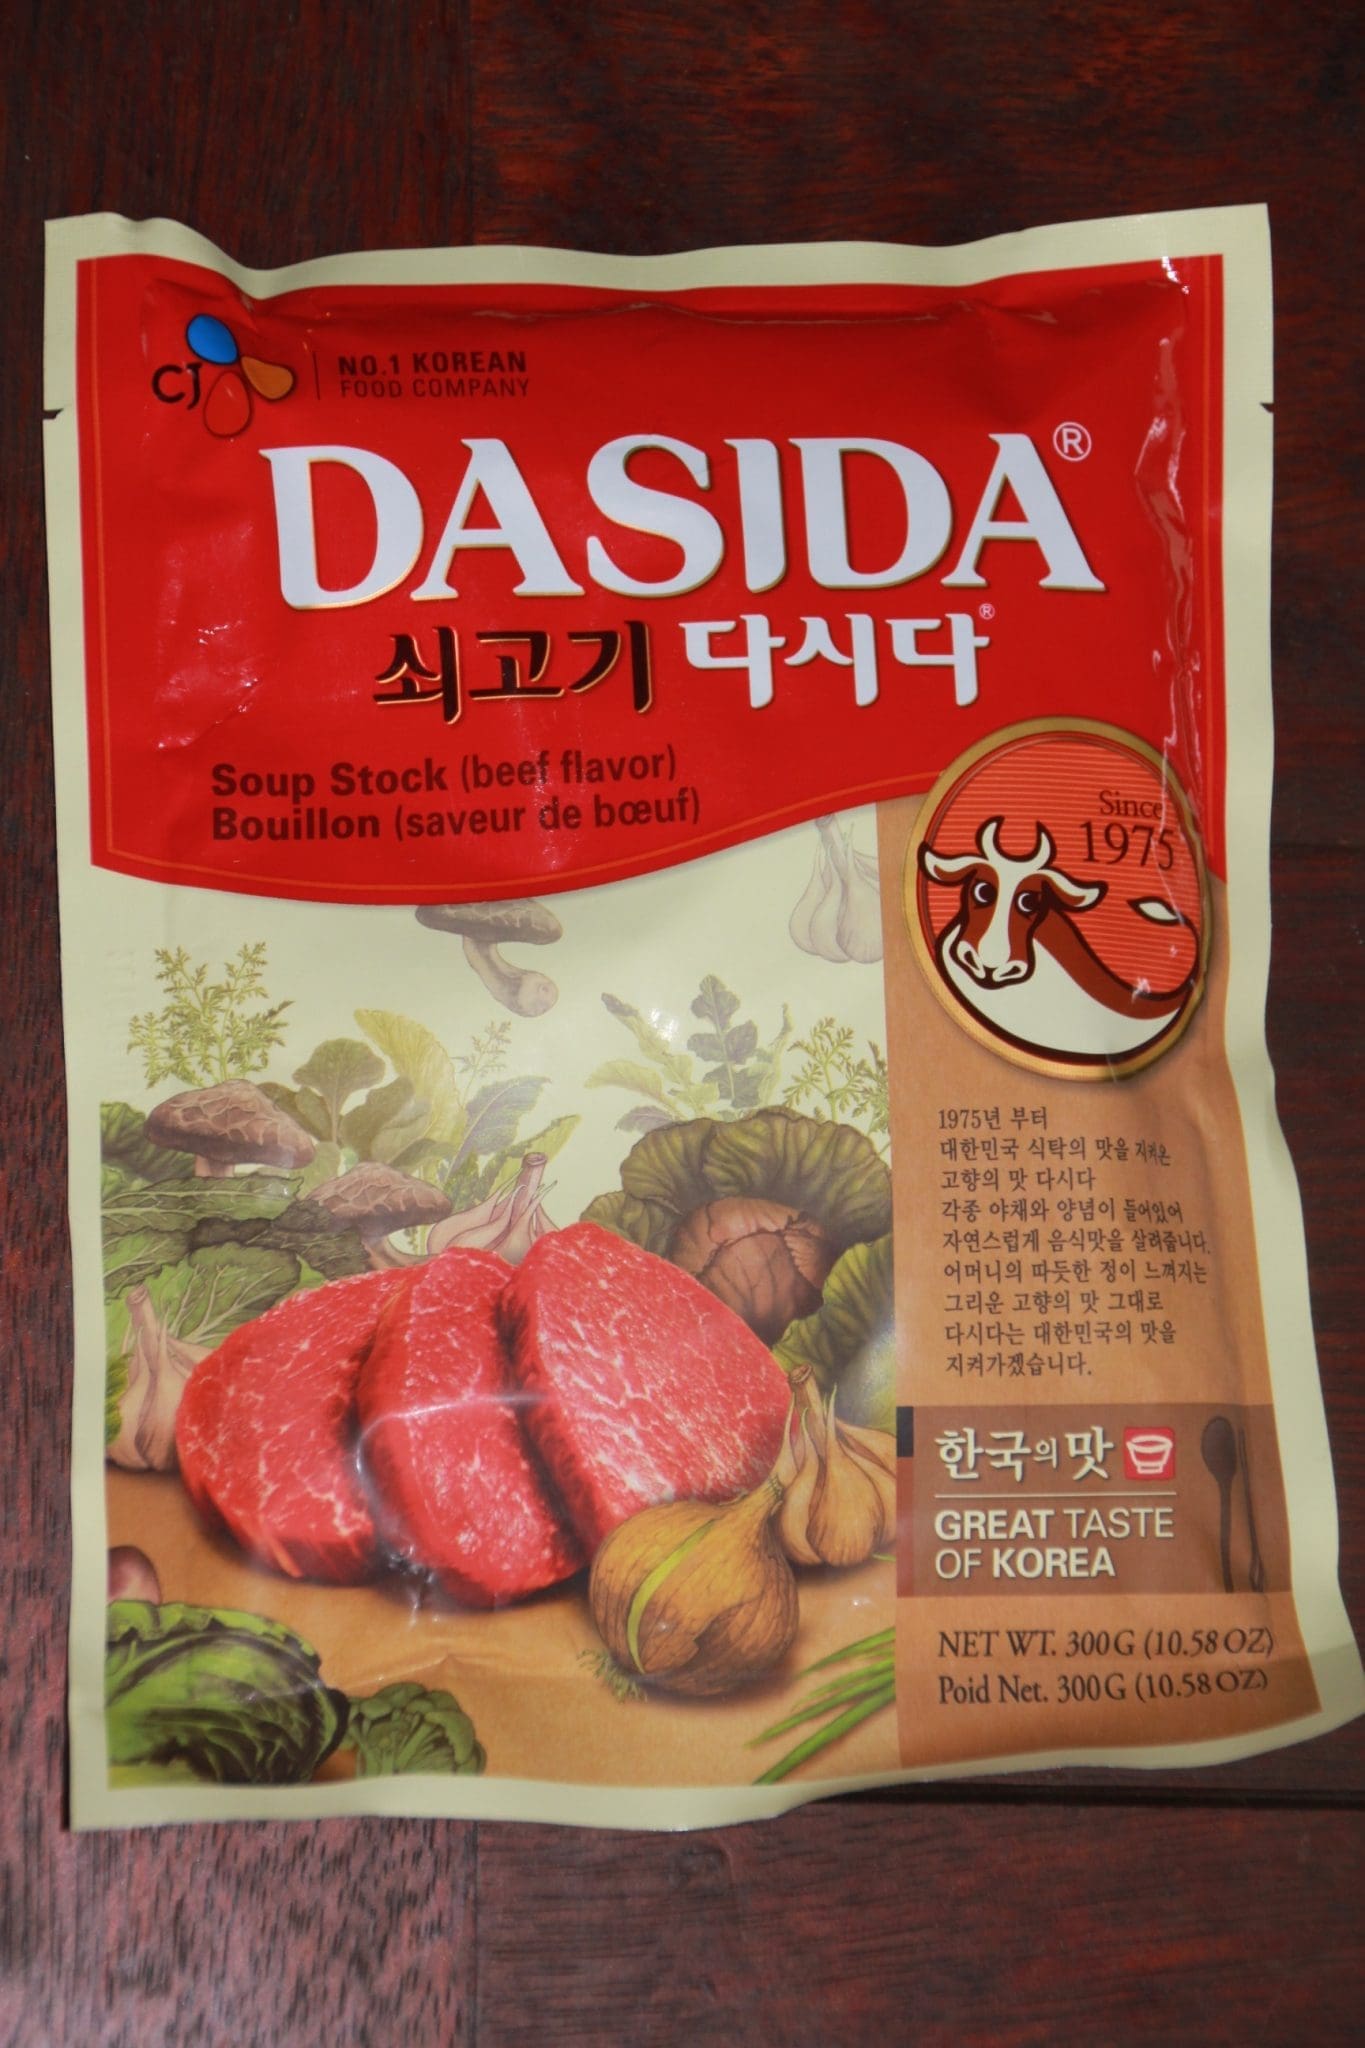 CJ
NO.1 KOREAN
FOOD COMPANY
DASIDA®
쇠고기 다시다®
Soup Stock (beef flavor)
Bouillon (saveur de bœuf)
Since
1975
1975년 부터
대한민국 식탁의 맛을 지켜온
고향의 맛 다시다
각종 야채와 양념이 들어있어
자연스럽게 음식맛을 살려줍니다.
어머니의 따듯한 정이 느껴지는
그리운 고향의 맛 그대로
다시다는 대한민국의 맛을
지켜가겠습니다.
한국의 맛
GREAT TASTE
OF KOREA
NET WT. 300G (10.58 OZ)
Poid Net. 300G (10.58 OZ)